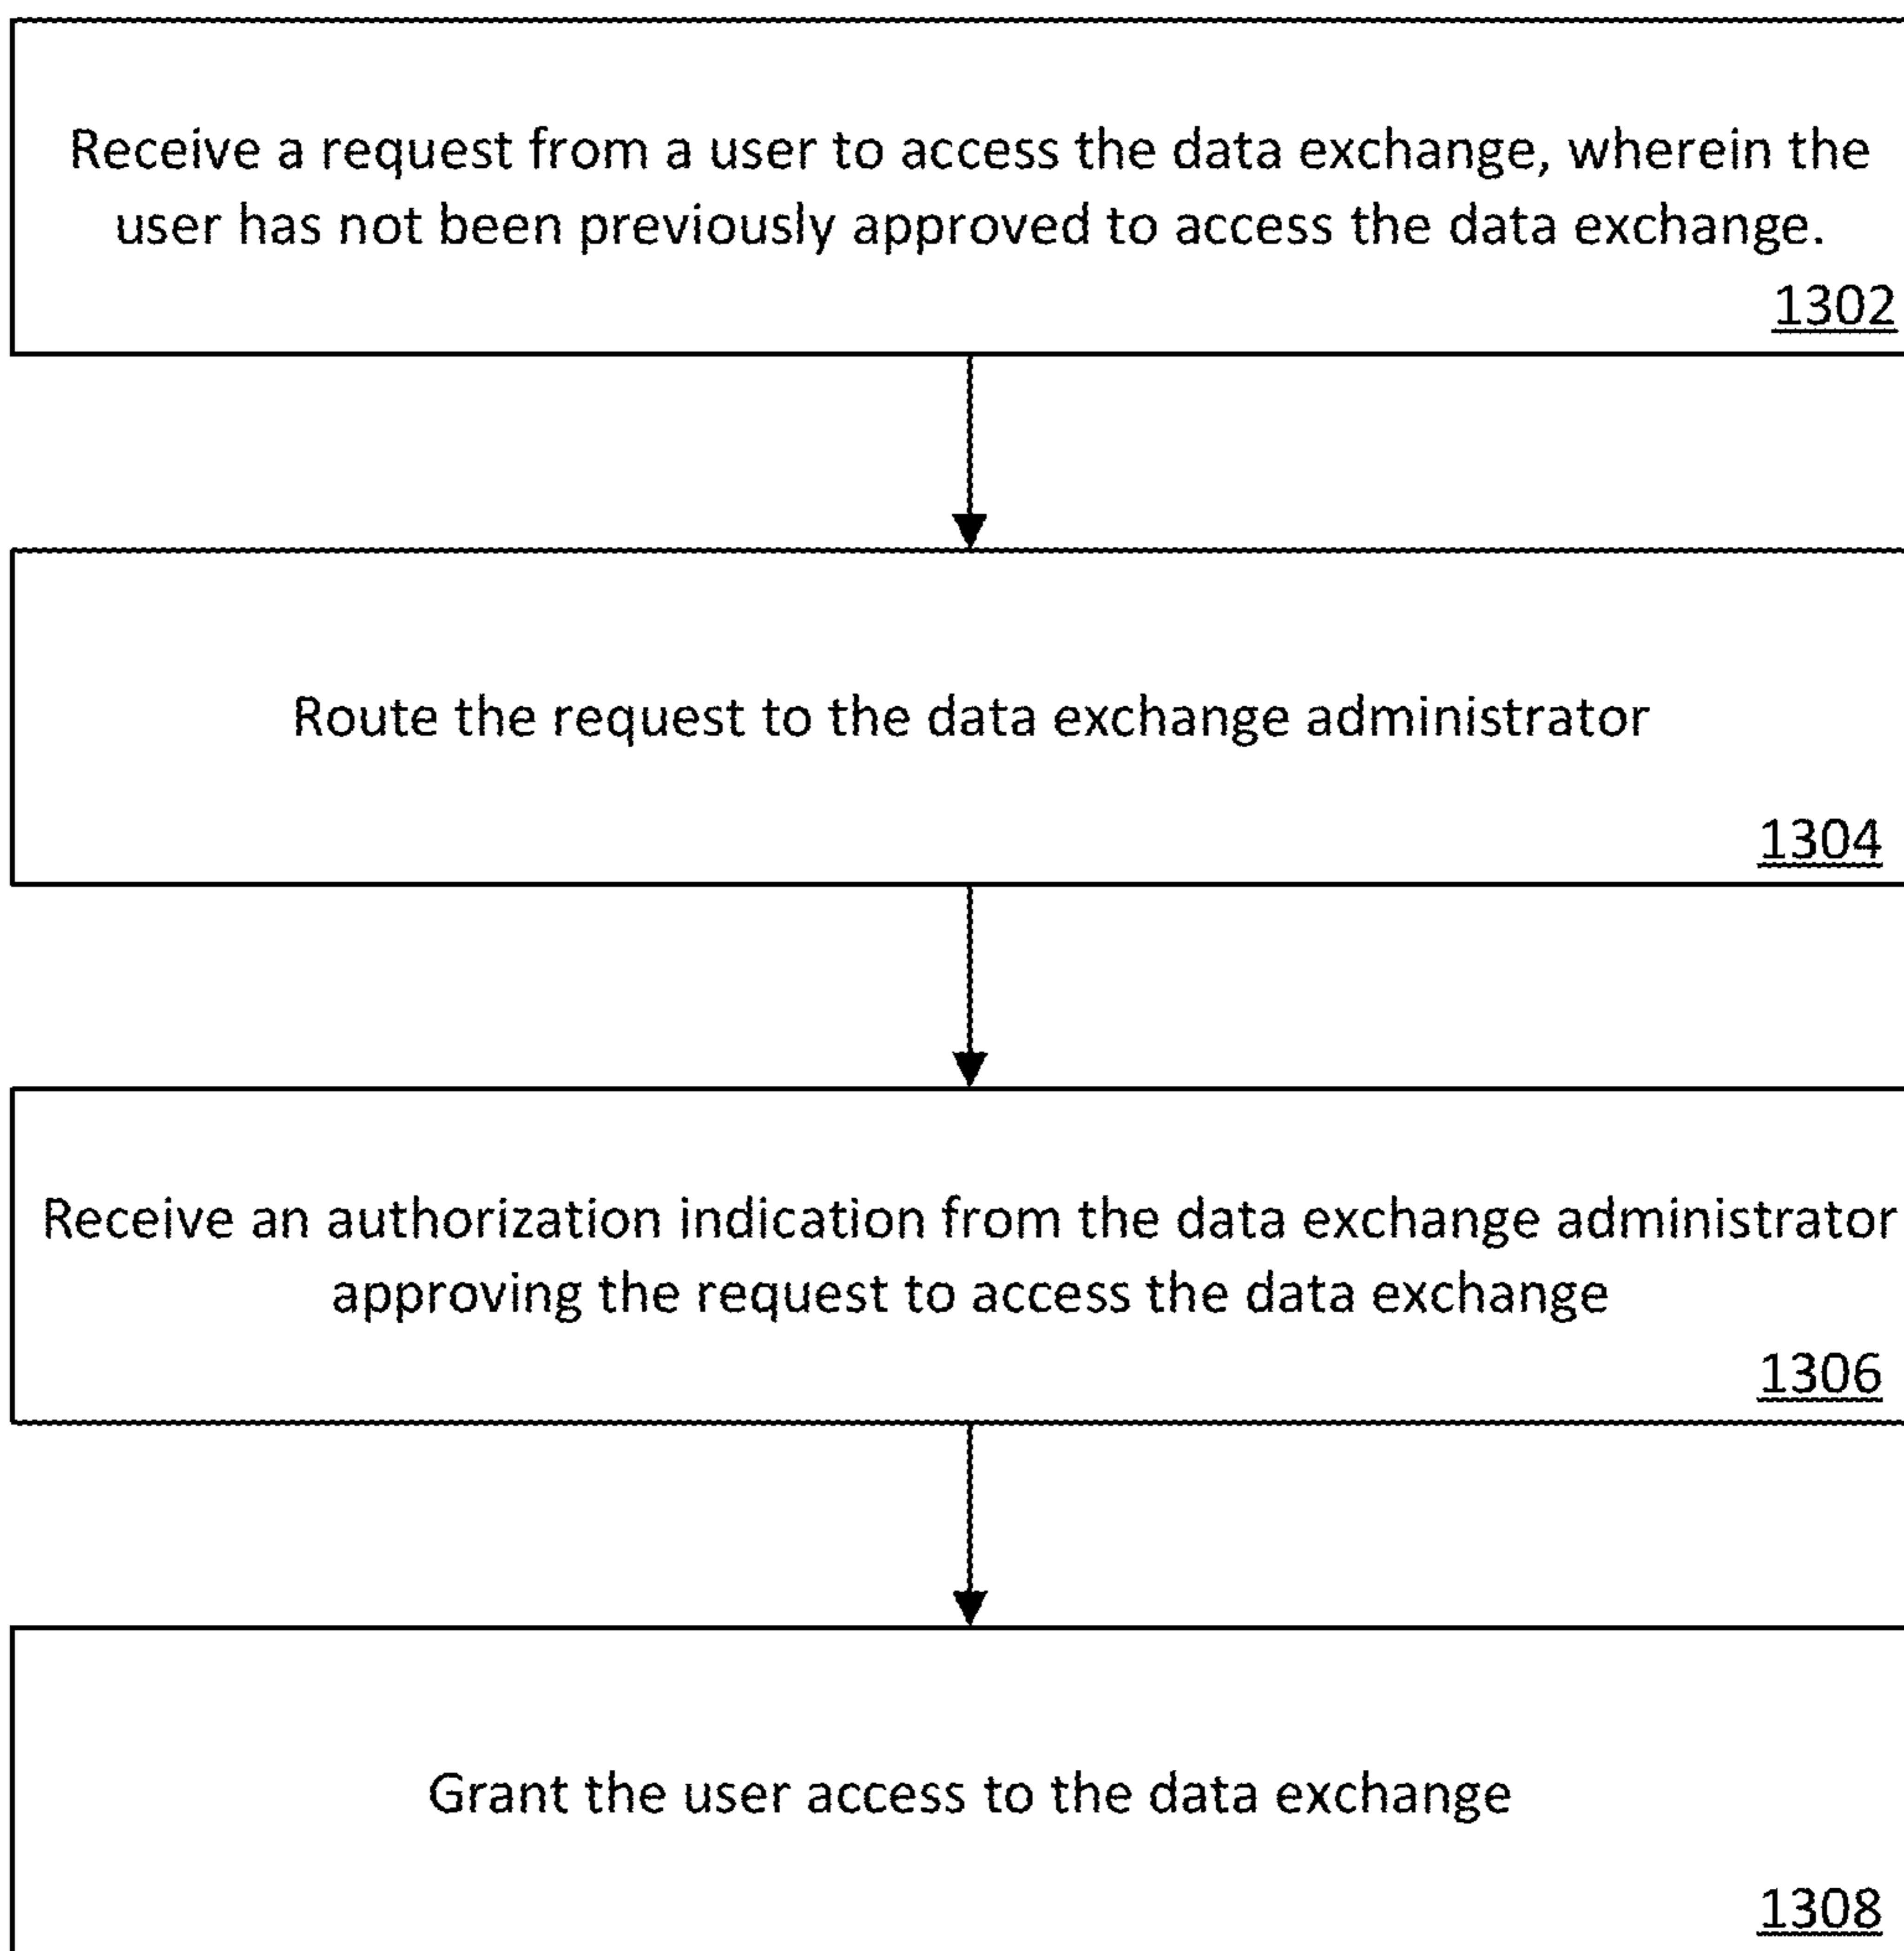 Receive a request from a user to access the data exchange, wherein the
user has not been previously approved to access the data exchange.
1302
Route the request to the data exchange administrator
1304
Receive an authorization indication from the data exchange administrator
approving the request to access the data exchange
1306
Grant the user access to the data exchange
1308